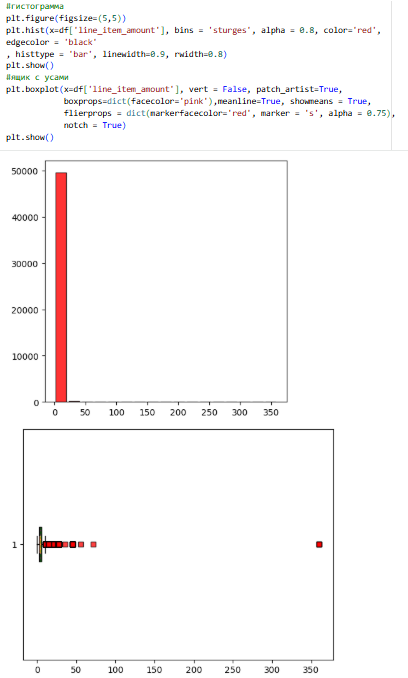 #гистограмма
plt.figure(figsize=(5,5))
plt.hist(x=df['line_item_amount'], bins = 'sturges', alpha = 0.8, color='red',
edgecolor = 'black'
, histtype = 'bar', linewidth=0.9, rwidth=0.8)
plt.show()
#ящик с усами
plt.boxplot(x=df['line_item_amount'], vert = False, patch_artist=True,
boxprops=dict(facecolor='pink'),meanline=True, showmeans = True,
flierprops = dict(markerfacecolor='red', marker = 's', alpha = 0.75),
notch = True)
plt.show()
50000
40000
30000
20000
10000
0
0 50 100 150 200 250 300 350
1
0 50 100 150 200 250 300 350